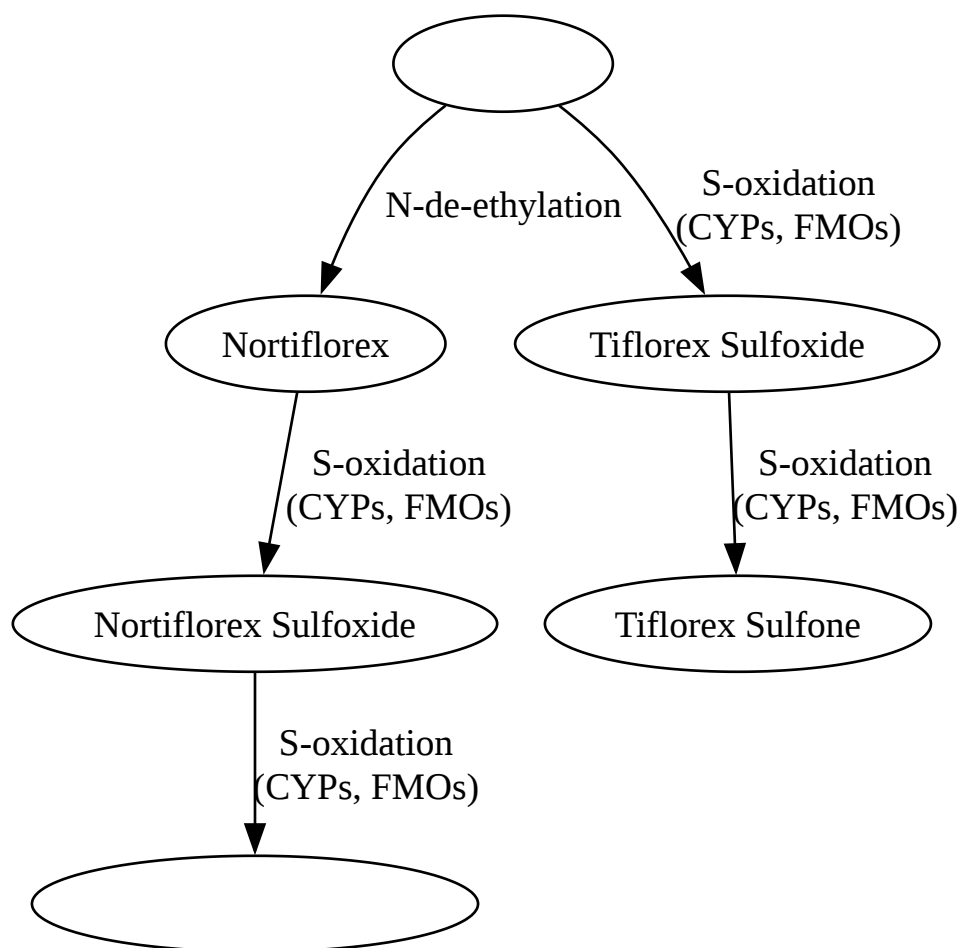 N-de-ethylation
S-oxidation
(CYPs, FMOs)
Nortiflorex
Tiflorex Sulfoxide
S-oxidation
(CYPs, FMOs)
S-oxidation
(CYPs, FMOs)
Nortiflorex Sulfoxide
Tiflorex Sulfone
S-oxidation
(CYPs, FMOs)